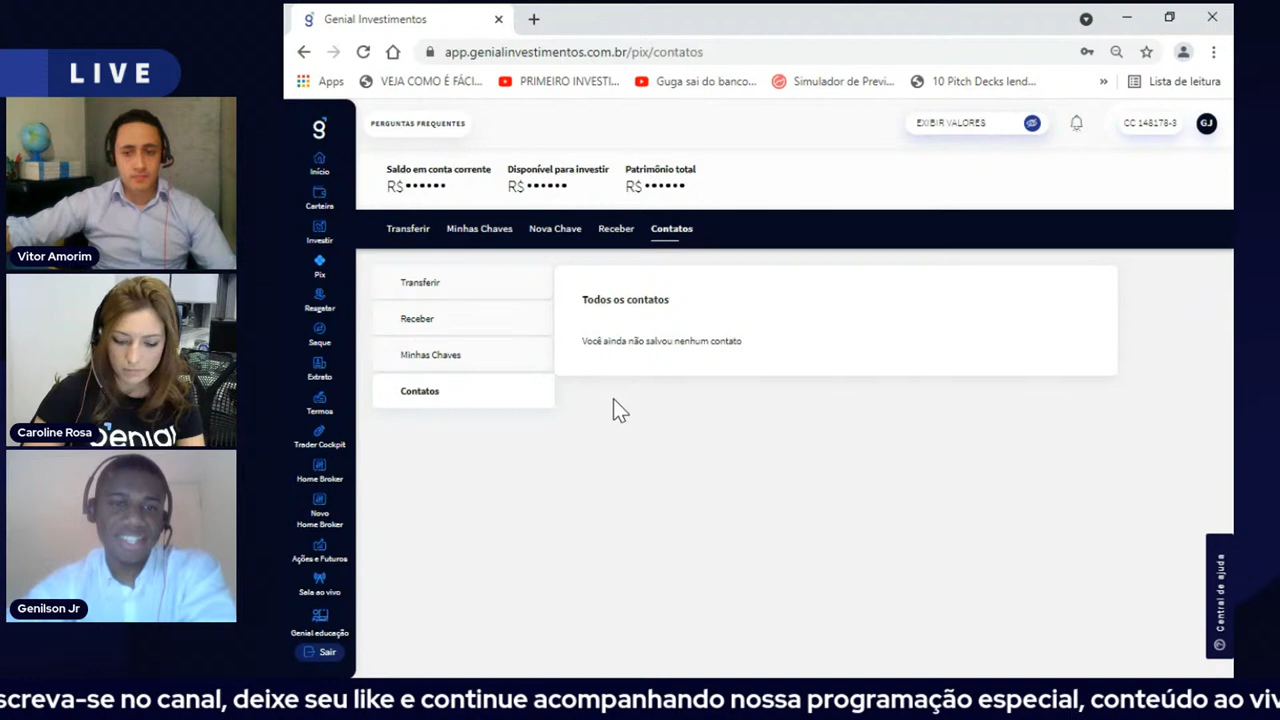 LIVE
Vitor Amorim
Caroline Rosa
Genial
Genilson Jr
Genial Investimentos
app.genialinvestimentos.com.br/pix/contatos
Apps
VEJA COMO É FÁCI...
PRIMEIRO INVESTI...
Guga sai do banco...
Simulador de Previ...
10 Pitch Decks lend...
»
Lista de leitura
g
PERGUNTAS FREQUENTES
EXIBIR VALORES
CC 148178-3
GJ
Saldo em conta corrente
Disponível para investir
Patrimônio total
R$ ••••••
R$ ••••••
R$ ••••••
Transferir
Minhas Chaves
Nova Chave
Receber
Contatos
Início
Carteira
Investir
Pix
Resgatar
Saque
Extrato
Termos
Trader Cockpit
Home Broker
Novo
Home Broker
Ações e Futuros
Sala ao vivo
Genial educação
Sair
Transferir
Receber
Minhas Chaves
Contatos
Todos os contatos
Você ainda não salvou nenhum contato
Central de ajuda
screva-se no canal, deixe seu like e continue acompanhando nossa programação especial, conteúdo ao viv